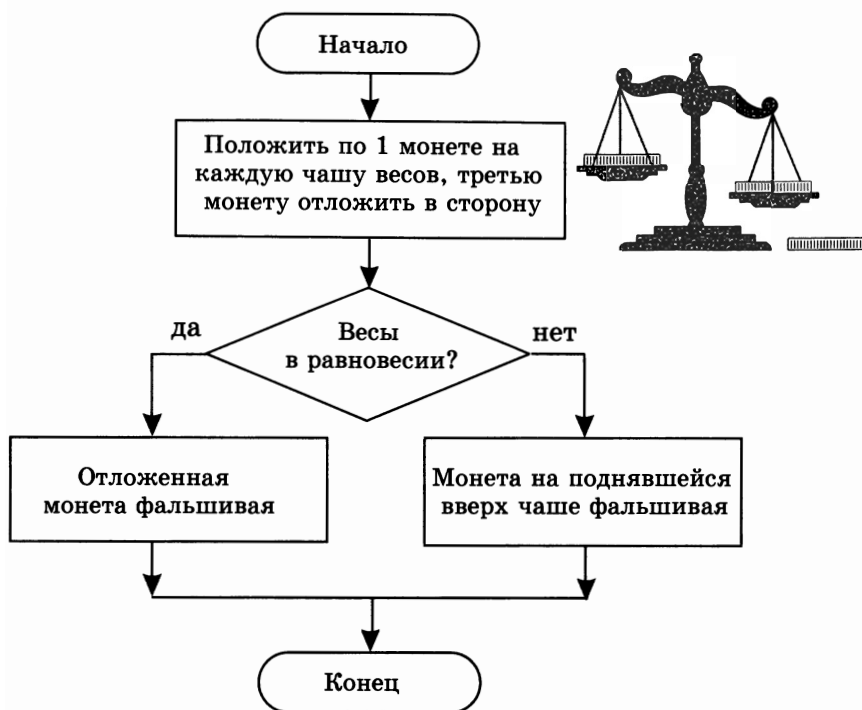 Начало
Положить по 1 монете на
каждую чашу весов, третью
монету отложить в сторону
да
Весы
в равновесии?
нет
Отложенная
монета фальшивая
Монета на поднявшейся
вверх чаше фальшивая
Конец